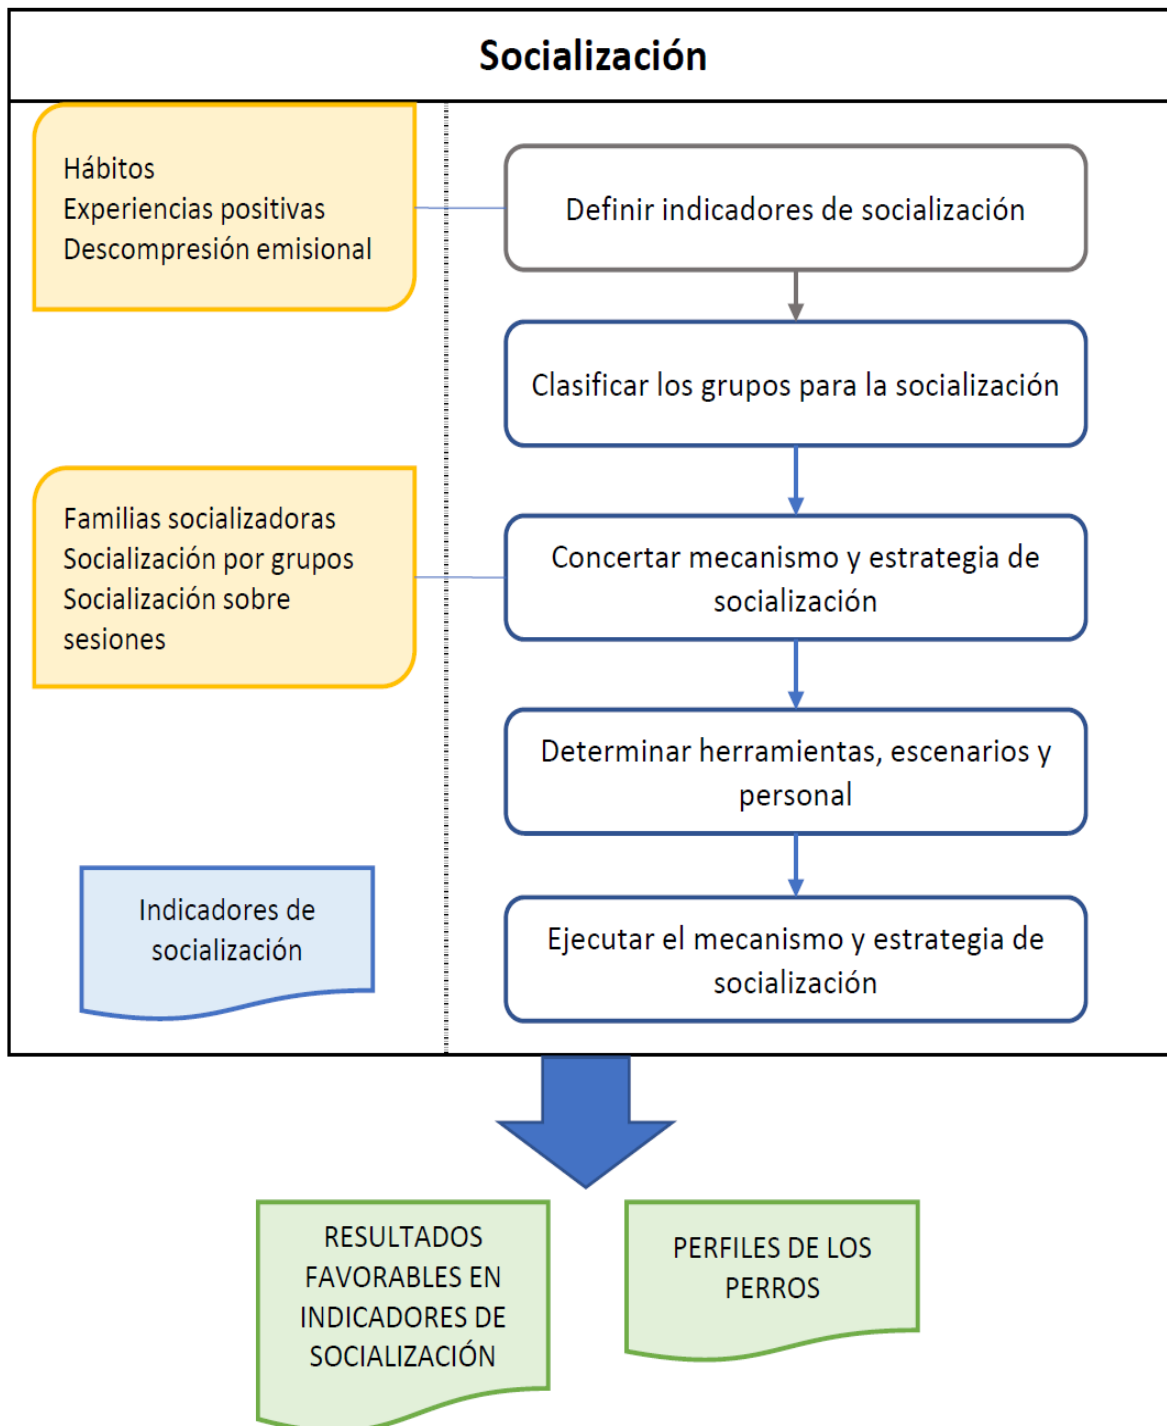 Socialización
Hábitos
Experiencias positivas
Descompresión emisional
Definir indicadores de socialización
Clasificar los grupos para la socialización
Familias socializadoras
Socialización por grupos
Socialización sobre
sesiones
Concertar mecanismo y estrategia de
socialización
Determinar herramientas, escenarios y
personal
Indicadores de
socialización
Ejecutar el mecanismo y estrategia de
socialización
RESULTADOS
FAVORABLES EN
INDICADORES DE
SOCIALIZACIÓN
PERFILES DE LOS
PERROS